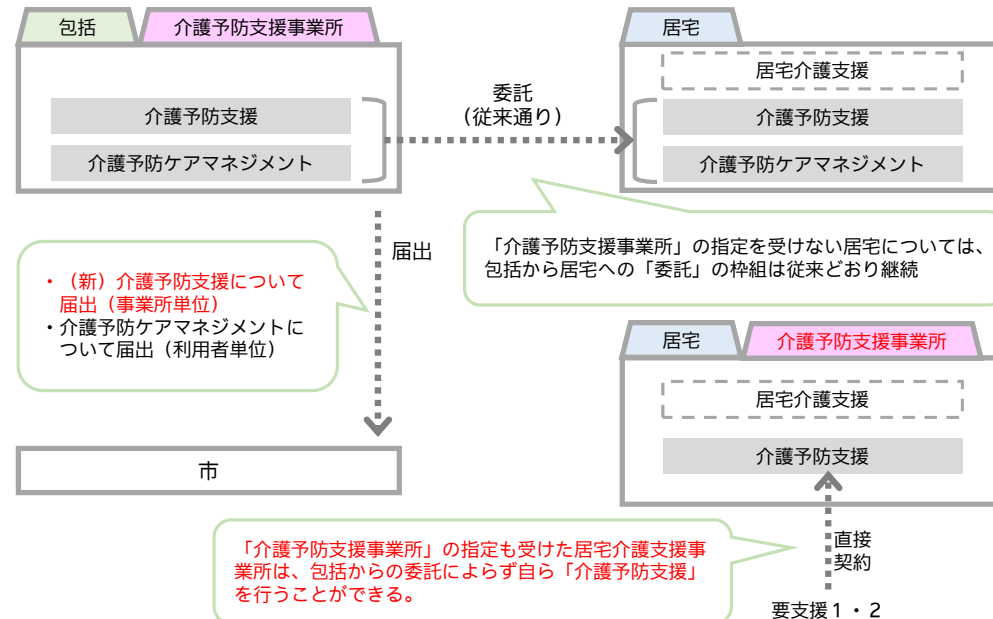 包括
介護予防支援事業所
介護予防支援
介護予防ケアマネジメント
委託
(従来通り)
居宅
居宅介護支援
介護予防支援
介護予防ケアマネジメント
「介護予防支援事業所」の指定を受けない居宅については、
包括から居宅への「委託」の枠組は従来どおり継続
届出
・（新）介護予防支援について
届出（事業所単位）
・介護予防ケアマネジメントに
ついて届出（利用者単位）
市
居宅
介護予防支援事業所
居宅介護支援
介護予防支援
直接
契約
要支援１・２
「介護予防支援事業所」の指定も受けた居宅介護支援事
業所は、包括からの委託によらず自ら「介護予防支援」
を行うことができる。